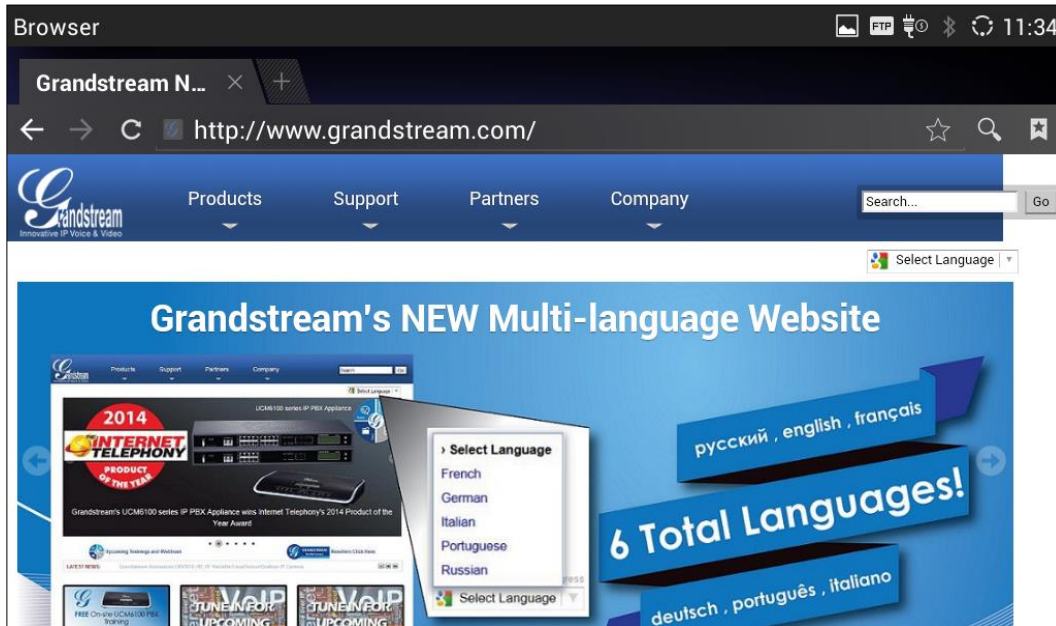 Browser
FTP
11:34
Grandstream N...
http://www.grandstream.com/
Grandstream
Innovative IP Voice & Video
Products
Support
Partners
Company
Search...
Go
Select Language
Grandstream's NEW Multi-language Website
Grandstream
Products
Support
Partners
Company
Search
Go
Select Language
UCM6100 series IP PBX Appliance
2014
INTERNET
TELEPHONY
PRODUCT
OF THE YEAR
Grandstream's UCM6100 series IP PBX Appliance wins Internet Telephony's 2014 Product of the
Year Award
Upcoming Trainings and Webinars
Resellers Click Here
LATEST NEWS:
FREE On-site UCM6100 PBX
Training
TUNE IN FOR
UPCOMING
VoIP
TUNE IN FOR
UPCOMING
VoIP
› Select Language
French
German
Italian
Portuguese
Russian
Select Language
русский , english , français
6 Total Languages!
deutsch , português , italiano